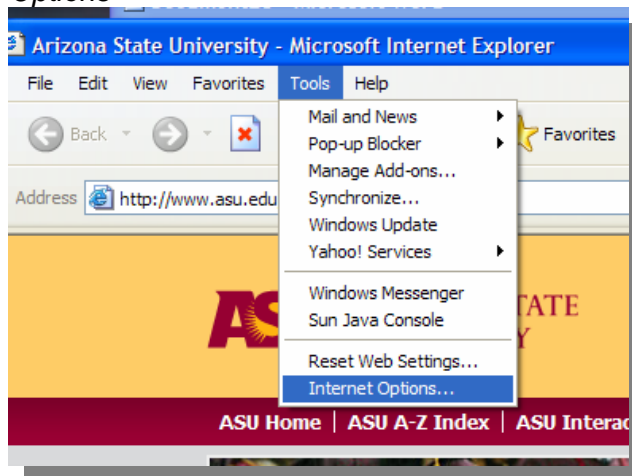 Options
Arizona State University - Microsoft Internet Explorer
File Edit View Favorites Tools Help
Back Favorites
Mail and News
Pop-up Blocker
Manage Add-ons...
Address http://www.asu.edu
Synchronize...
Windows Update
Yahoo! Services
Windows Messenger
Sun Java Console
Reset Web Settings...
Internet Options...
AS TATE
Y
ASU Home | ASU A-Z Index | ASU Interac